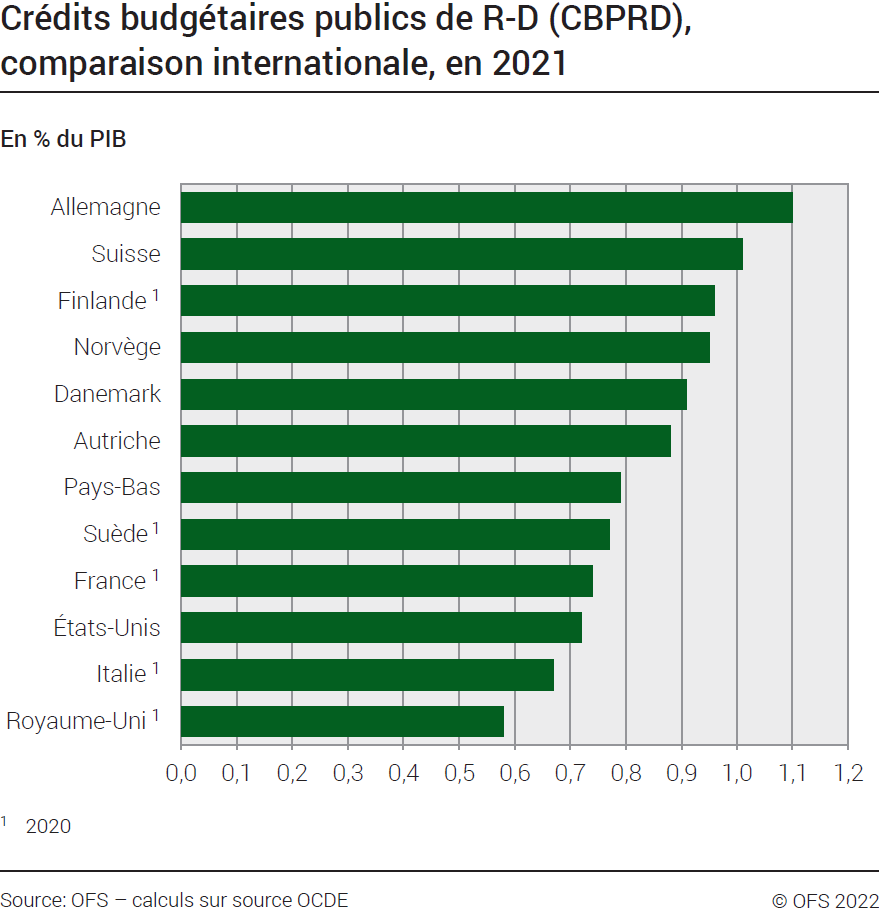 Crédits budgétaires publics de R-D (CBPRD),
comparaison internationale, en 2021
En % du PIB
Allemagne
Suisse
Finlande ¹
Norvège
Danemark
Autriche
Pays-Bas
Suède ¹
France ¹
États-Unis
Italie ¹
Royaume-Uni ¹
0,0 0,1 0,2 0,3 0,4 0,5 0,6 0,7 0,8 0,9 1,0 1,1 1,2
¹ 2020
Source: OFS – calculs sur source OCDE © OFS 2022